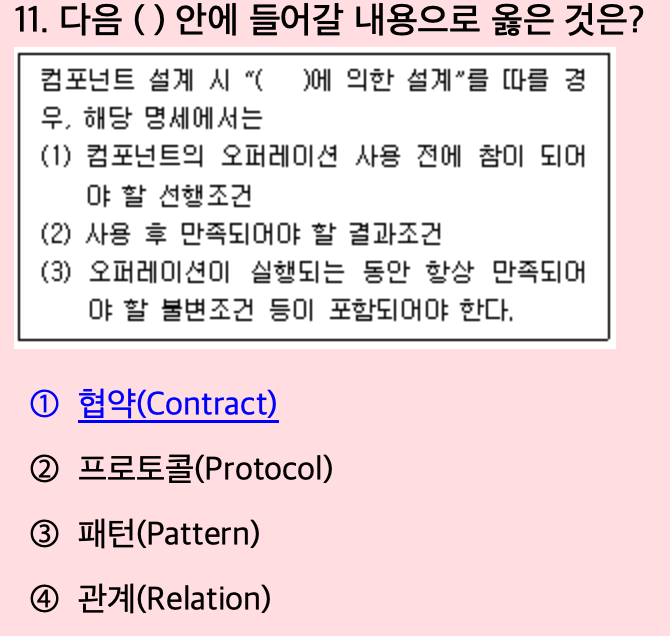 11. 다음 ( ) 안에 들어갈 내용으로 옳은 것은?
컴포넌트 설계 시 “(    )에 의한 설계”를 따를 경
우, 해당 명세에서는
(1) 컴포넌트의 오퍼레이션 사용 전에 참이 되어
야 할 선행조건
(2) 사용 후 만족되어야 할 결과조건
(3) 오퍼레이션이 실행되는 동안 항상 만족되어
야 할 불변조건 등이 포함되어야 한다.
① 협약(Contract)
② 프로토콜(Protocol)
③ 패턴(Pattern)
④ 관계(Relation)